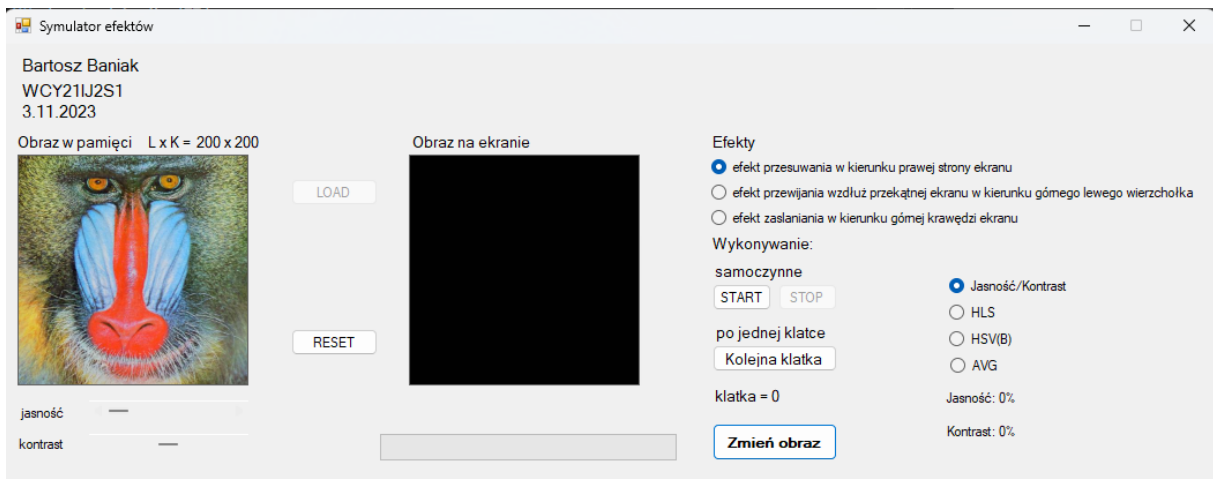 Symulator efektów
Bartosz Baniak
WCY21IJ2S1
3.11.2023
Obraz w pamięci L x K = 200 x 200
Obraz na ekranie
LOAD
RESET
jasność
kontrast
Efekty
efekt przesuwania w kierunku prawej strony ekranu
efekt przewijania wzdłuż przekątnej ekranu w kierunku górnego lewego wierzchołka
efekt zaslaniania w kierunku górnej krawędzi ekranu
Wykonywanie:
samoczynne
START STOP
po jednej klatce
Kolejna klatka
klatka = 0
Zmień obraz
Jasność/Kontrast
HLS
HSV(B)
AVG
Jasność: 0%
Kontrast: 0%